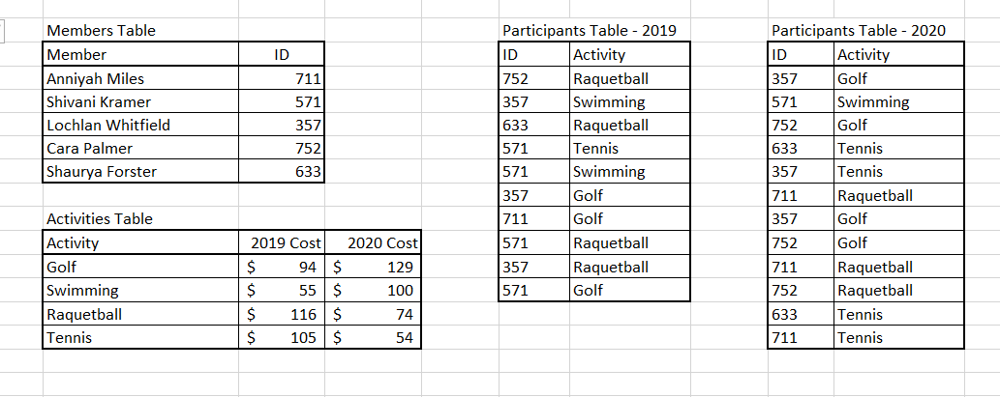 Members Table
Member ID
Anniyah Miles 711
Shivani Kramer 571
Lochlan Whitfield 357
Cara Palmer 752
Shaurya Forster 633
Activities Table
Activity 2019 Cost 2020 Cost
Golf $ 94 $ 129
Swimming $ 55 $ 100
Raquetball $ 116 $ 74
Tennis $ 105 $ 54
Participants Table - 2019
ID Activity
752 Raquetball
357 Swimming
633 Raquetball
571 Tennis
571 Swimming
357 Golf
711 Golf
571 Raquetball
357 Raquetball
571 Golf
Participants Table - 2020
ID Activity
357 Golf
571 Swimming
752 Golf
633 Tennis
357 Tennis
711 Raquetball
357 Golf
752 Golf
711 Raquetball
752 Raquetball
633 Tennis
711 Tennis